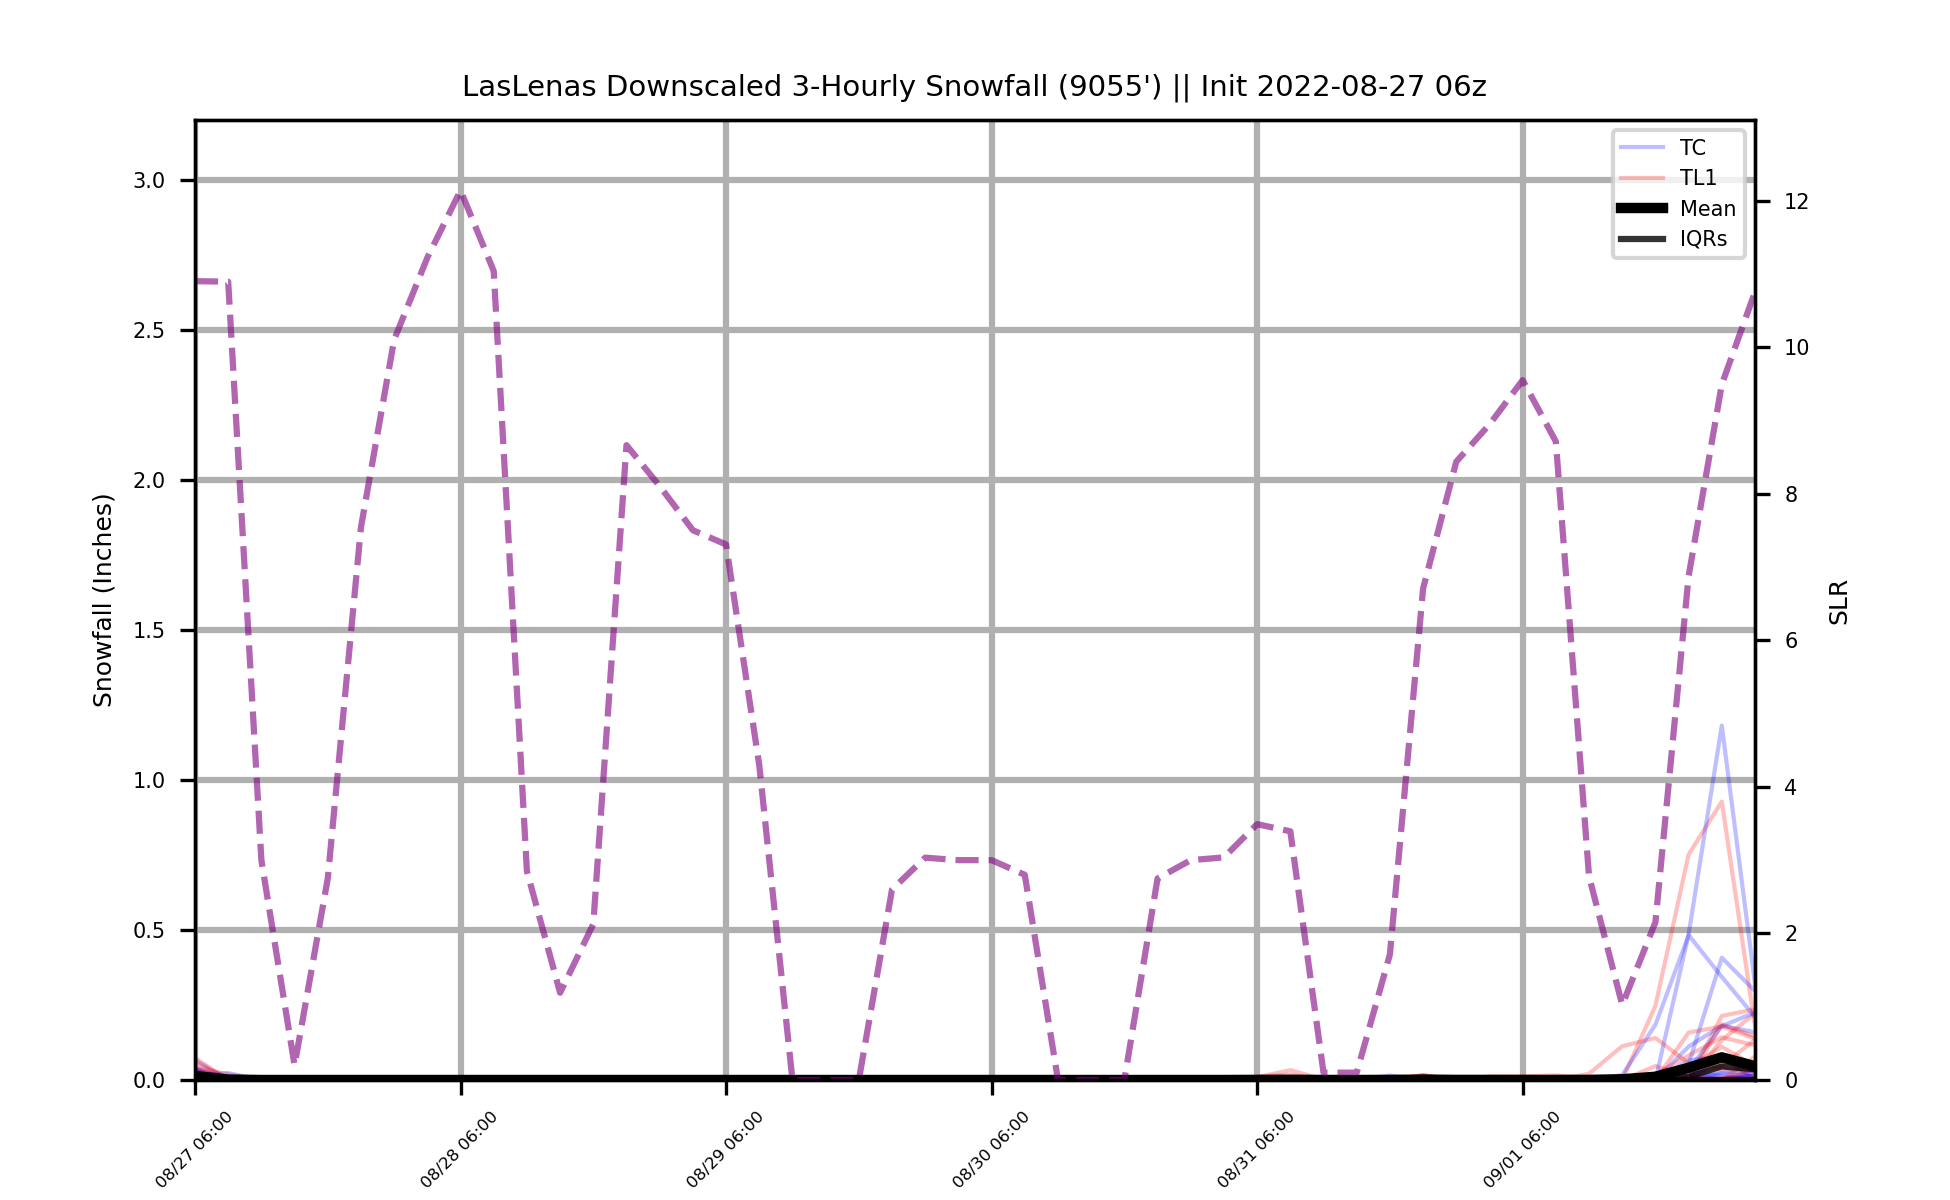 LasLenas Downscaled 3-Hourly Snowfall (9055') || Init 2022-08-27 06z
TC
TL1
Mean
IQRs
Snowfall (Inches)
3.0
2.5
2.0
1.5
1.0
0.5
0.0
SLR
12
10
8
6
4
2
0
08/27 06:00
08/28 06:00
08/29 06:00
08/30 06:00
08/31 06:00
09/01 06:00